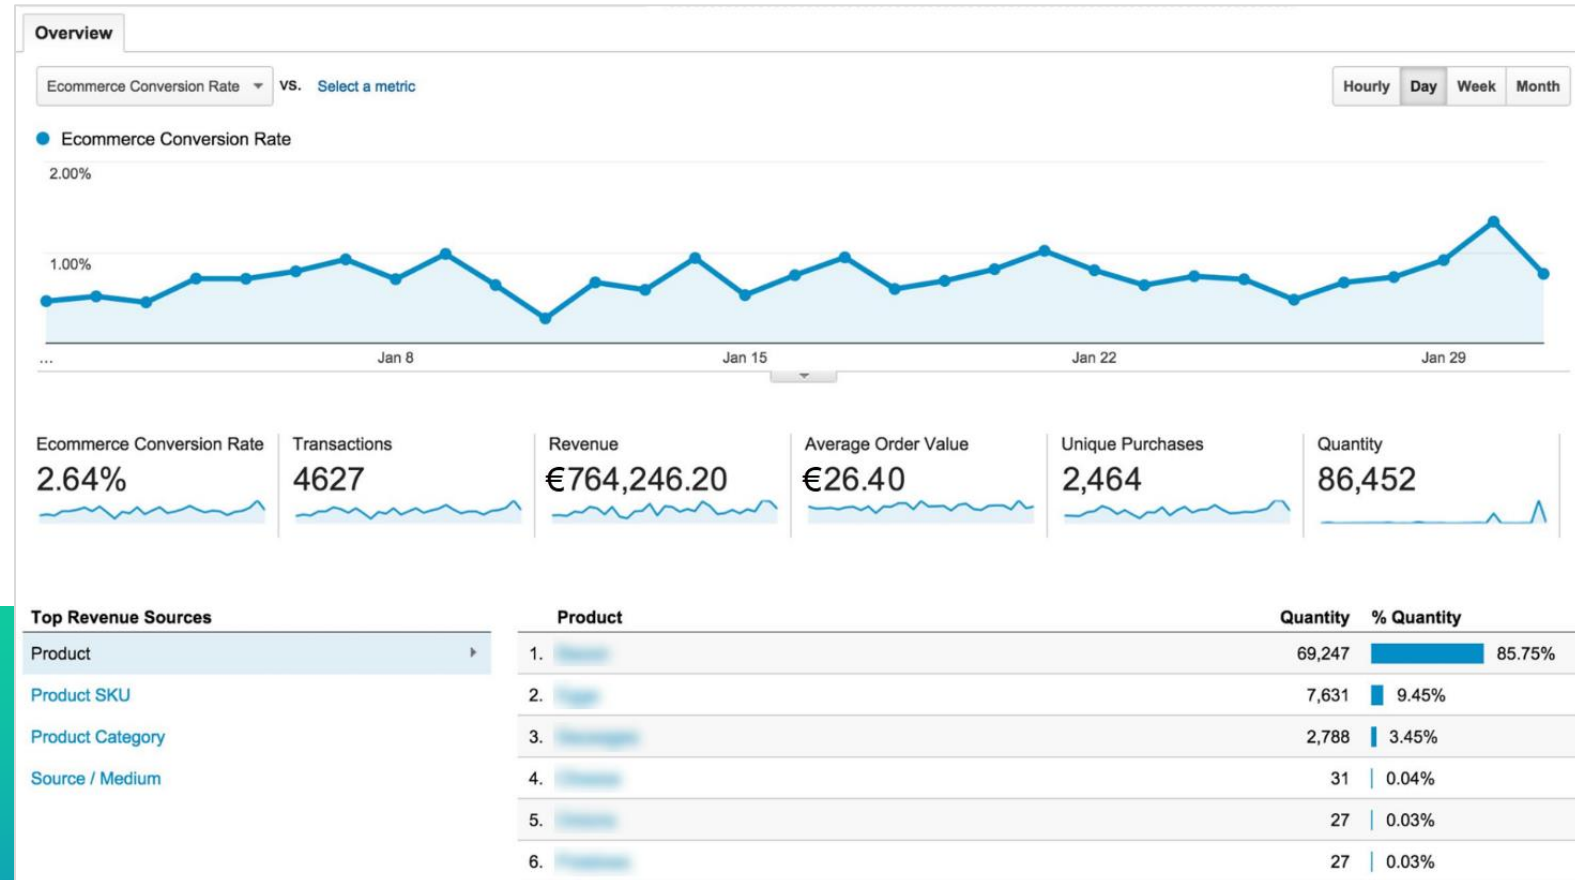 Overview
Ecommerce Conversion Rate VS. Select a metric
Hourly Day Week Month
Ecommerce Conversion Rate
2.00%
1.00%
... Jan 8 Jan 15 Jan 22 Jan 29
Ecommerce Conversion Rate Transactions Revenue Average Order Value Unique Purchases Quantity
2.64% 4627 €764,246.20 €26.40 2,464 86,452
Top Revenue Sources
Product
Product SKU
Product Category
Source / Medium
Product Quantity % Quantity
1. 69,247 85.75%
2. 7,631 9.45%
3. 2,788 3.45%
4. 31 0.04%
5. 27 0.03%
6. 27 0.03%